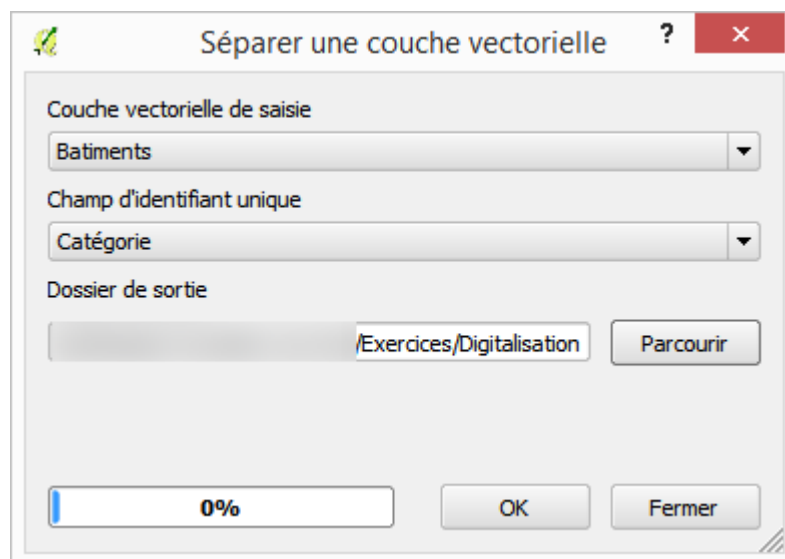 Séparer une couche vectorielle ? ×
Couche vectorielle de saisie
Batiments
Champ d'identifiant unique
Catégorie
Dossier de sortie
/Exercices/Digitalisation Parcourir
0% OK Fermer